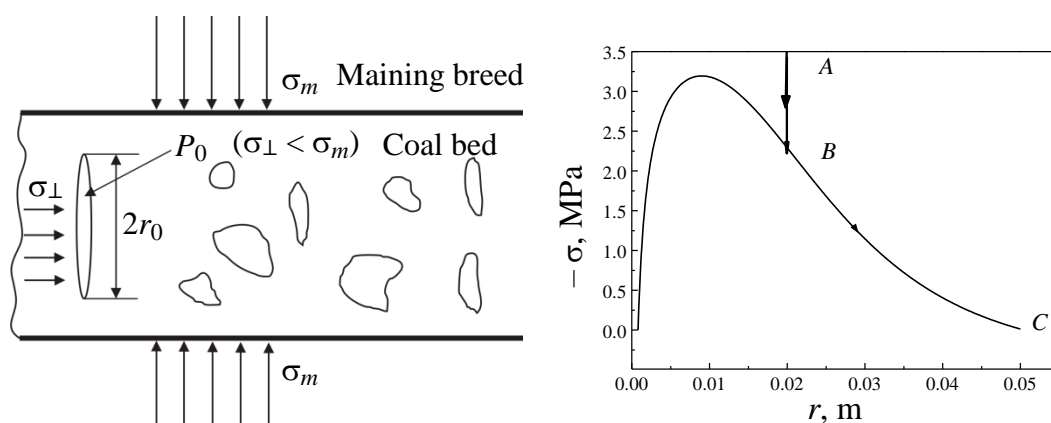 σm Maining breed
P0 (σ⊥ < σm) Coal bed
σ⊥
2r0
σm
3.5
3.0
2.5
2.0
1.5
1.0
0.5
0.0
−σ, MPa
A
B
C
0.00 0.01 0.02 0.03 0.04 0.05
r, m